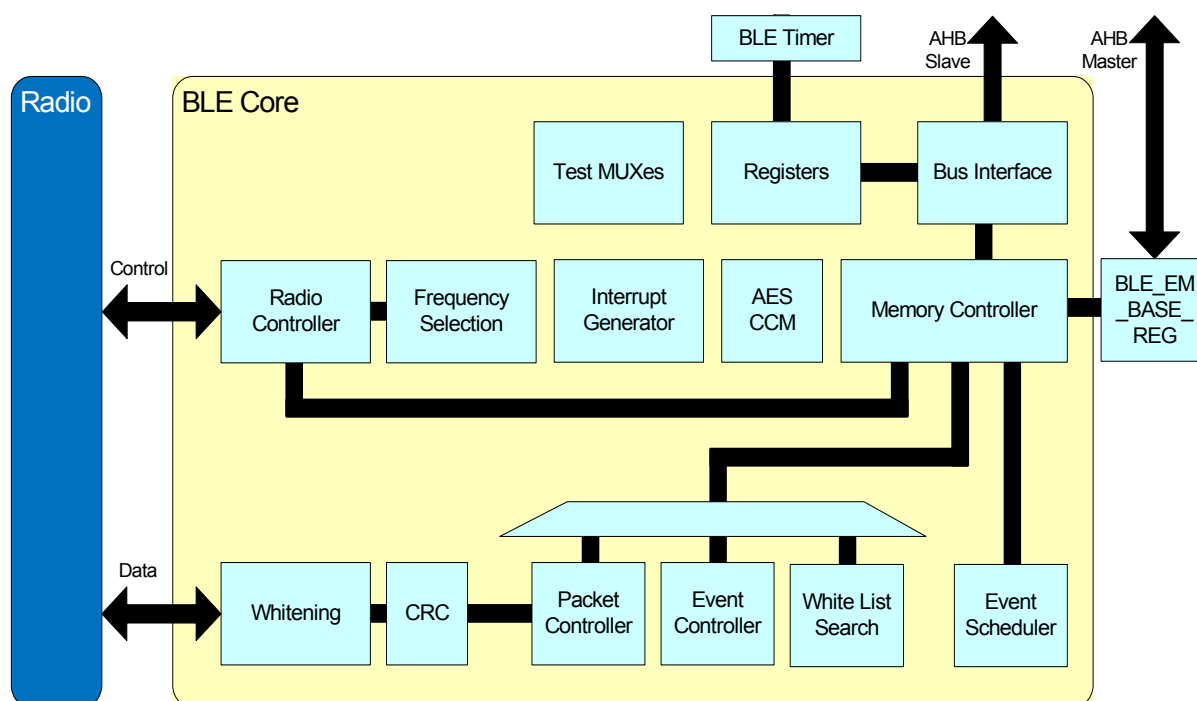 BLE Timer
AHB
Slave
AHB
Master
Radio
BLE Core
Test MUXes
Registers
Bus Interface
Control
Radio
Controller
Frequency
Selection
Interrupt
Generator
AES
CCM
Memory Controller
BLE_EM
_BASE_
REG
Data
Whitening
CRC
Packet
Controller
Event
Controller
White List
Search
Event
Scheduler